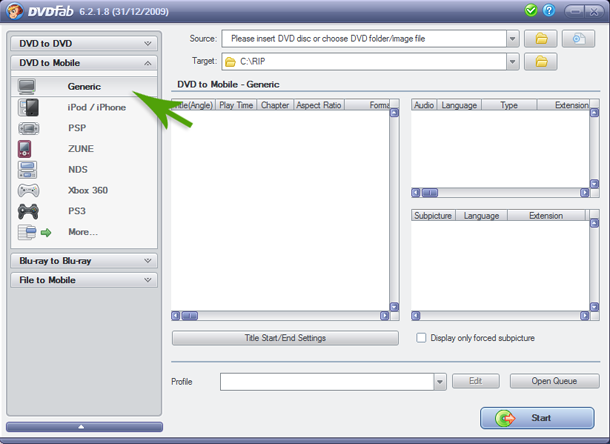 DVDFab 6.2.1.8 (31/12/2009)
DVD to DVD
DVD to Mobile
Generic
iPod / iPhone
PSP
ZUNE
NDS
Xbox 360
PS3
More...
Blu-ray to Blu-ray
File to Mobile
Source: Please insert DVD disc or choose DVD folder/image file
Target: C:\RIP
DVD to Mobile - Generic
Title(Angle) Play Time Chapter Aspect Ratio Forma
Audio Language Type Extension
Subpicture Language Extension
Title Start/End Settings
Display only forced subpicture
Profile Edit Open Queue
Start